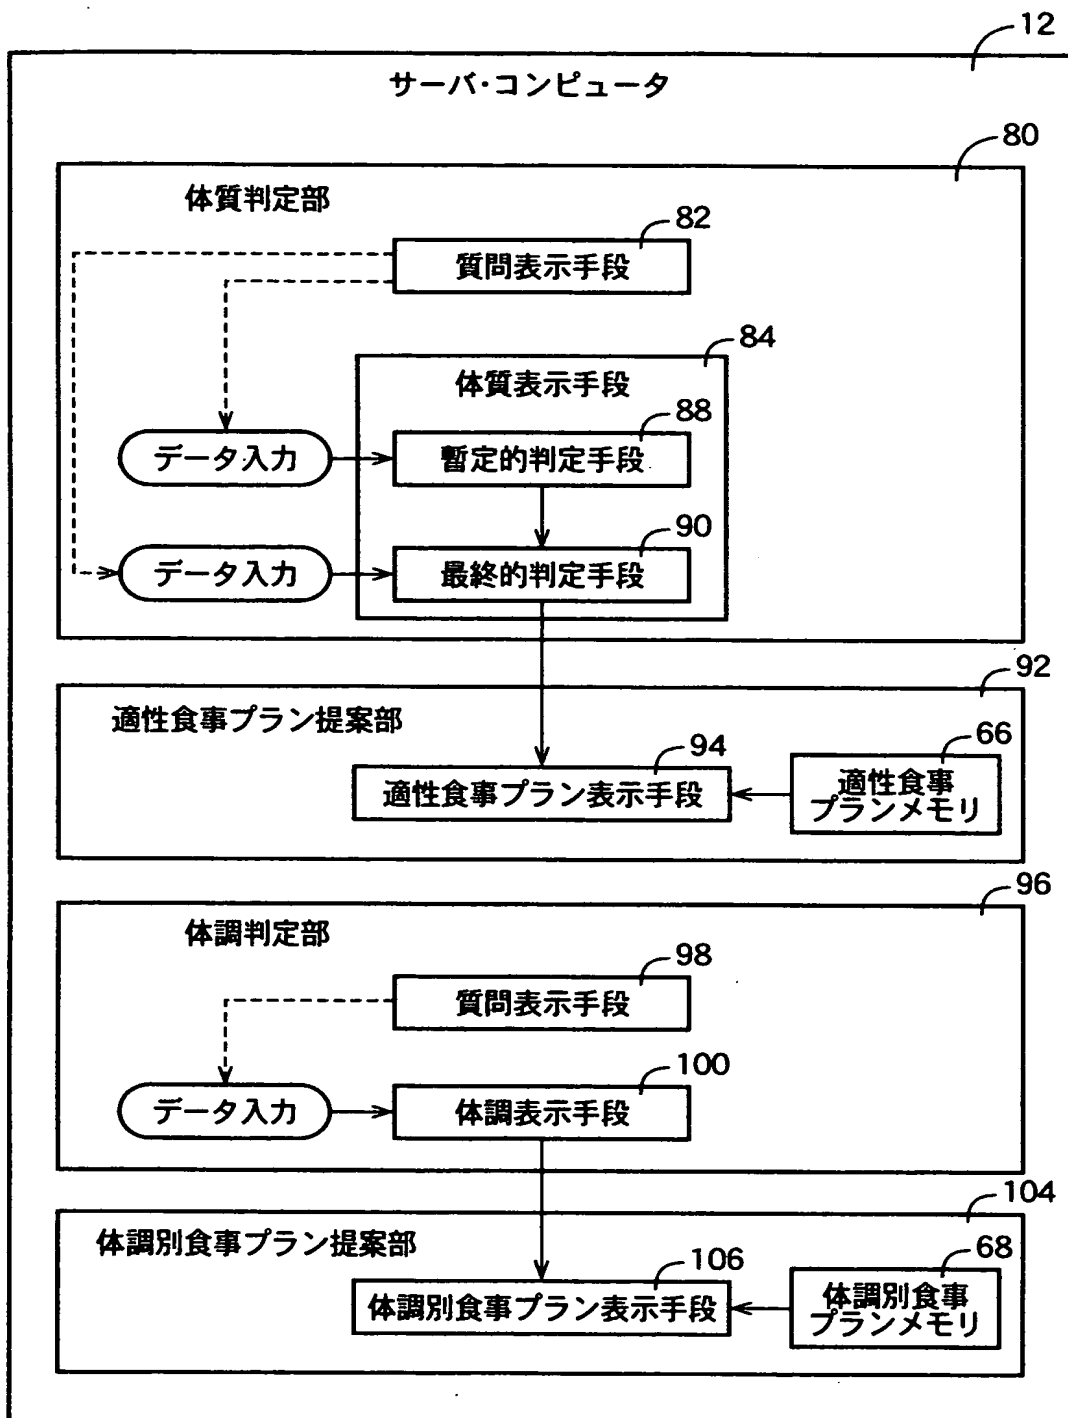 12
サーバ・コンピュータ
80
体質判定部
82
質問表示手段
84
体質表示手段
88
データ入力
暫定的判定手段
90
データ入力
最終的判定手段
92
適性食事プラン提案部
94
適性食事プラン表示手段
66
適性食事
プランメモリ
96
体調判定部
98
質問表示手段
100
データ入力
体調表示手段
104
体調別食事プラン提案部
106
体調別食事プラン表示手段
68
体調別食事
プランメモリ